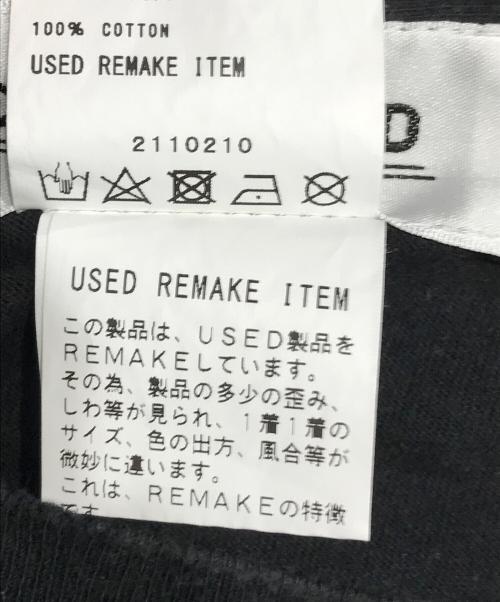 100% COTTON
USED REMAKE ITEM
D
2110210
USED REMAKE ITEM
この製品は、USED製品を
REMAKEしています。
その為、製品の多少の歪み、
しわ等が見られ、1着1着の
サイズ、色の出方、風合等が
微妙に違います。
これは、REMAKEの特徴
です